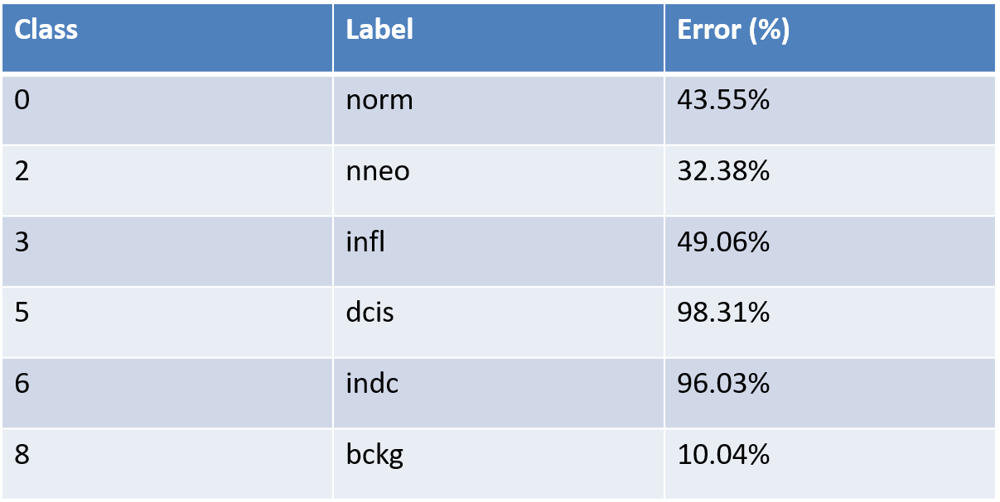 Class Label Error (%)
0 norm 43.55%
2 nneo 32.38%
3 infl 49.06%
5 dcis 98.31%
6 indc 96.03%
8 bckg 10.04%